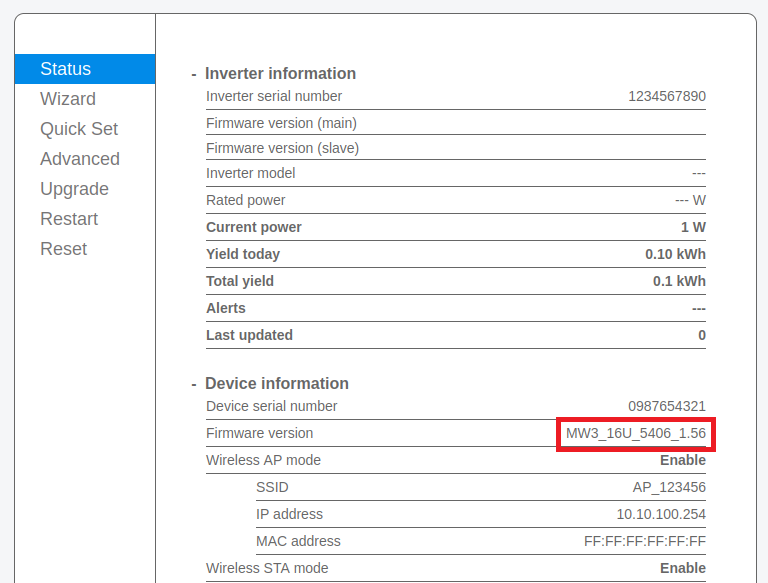 Status
Wizard
Quick Set
Advanced
Upgrade
Restart
Reset
- Inverter information
Inverter serial number 1234567890
Firmware version (main)
Firmware version (slave)
Inverter model ---
Rated power --- W
Current power 1 W
Yield today 0.10 kWh
Total yield 0.1 kWh
Alerts ---
Last updated 0
- Device information
Device serial number 0987654321
Firmware version MW3_16U_5406_1.56
Wireless AP mode Enable
SSID AP_123456
IP address 10.10.100.254
MAC address FF:FF:FF:FF:FF:FF
Wireless STA mode Enable